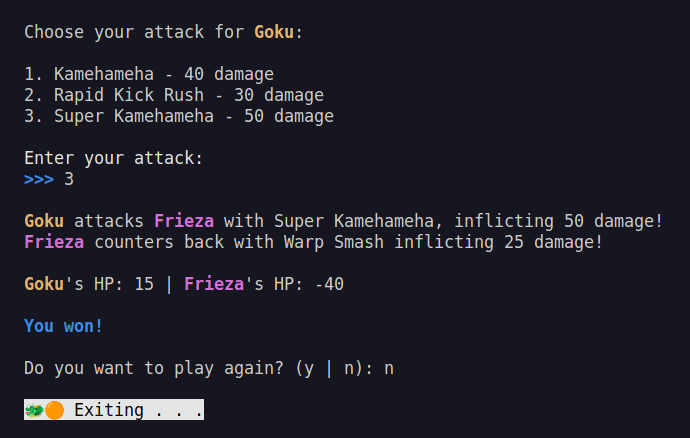 Choose your attack for Goku:
1. Kamehameha - 40 damage
2. Rapid Kick Rush - 30 damage
3. Super Kamehameha - 50 damage
Enter your attack:
>>> 3
Goku attacks Frieza with Super Kamehameha, inflicting 50 damage!
Frieza counters back with Warp Smash inflicting 25 damage!
Goku's HP: 15 | Frieza's HP: -40
You won!
Do you want to play again? (y | n): n
🐲🟠 Exiting . . .